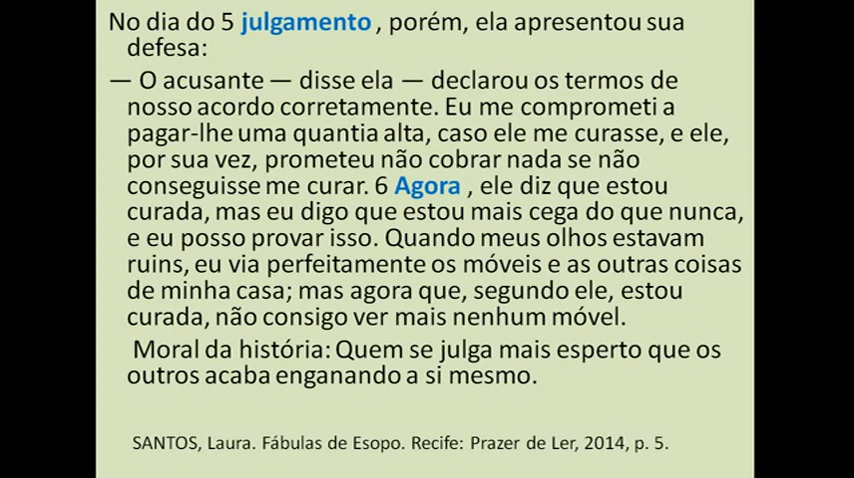 No dia do 5 julgamento , porém, ela apresentou sua
defesa:
— O acusante — disse ela — declarou os termos de
nosso acordo corretamente. Eu me comprometi a
pagar-lhe uma quantia alta, caso ele me curasse, e ele,
por sua vez, prometeu não cobrar nada se não
conseguisse me curar. 6 Agora , ele diz que estou
curada, mas eu digo que estou mais cega do que nunca,
e eu posso provar isso. Quando meus olhos estavam
ruins, eu via perfeitamente os móveis e as outras coisas
de minha casa; mas agora que, segundo ele, estou
curada, não consigo ver mais nenhum móvel.
Moral da história: Quem se julga mais esperto que os
outros acaba enganando a si mesmo.
SANTOS, Laura. Fábulas de Esopo. Recife: Prazer de Ler, 2014, p. 5.